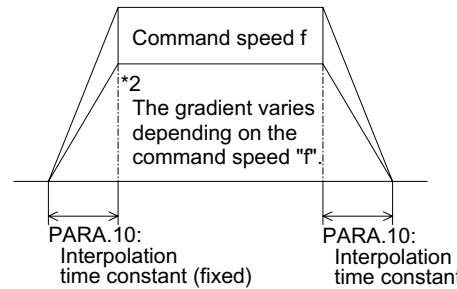 Command speed f
*2
The gradient varies
depending on the
command speed "f".
PARA.10:
Interpolation
time constant (fixed)
PARA.10:
Interpolation
time constant